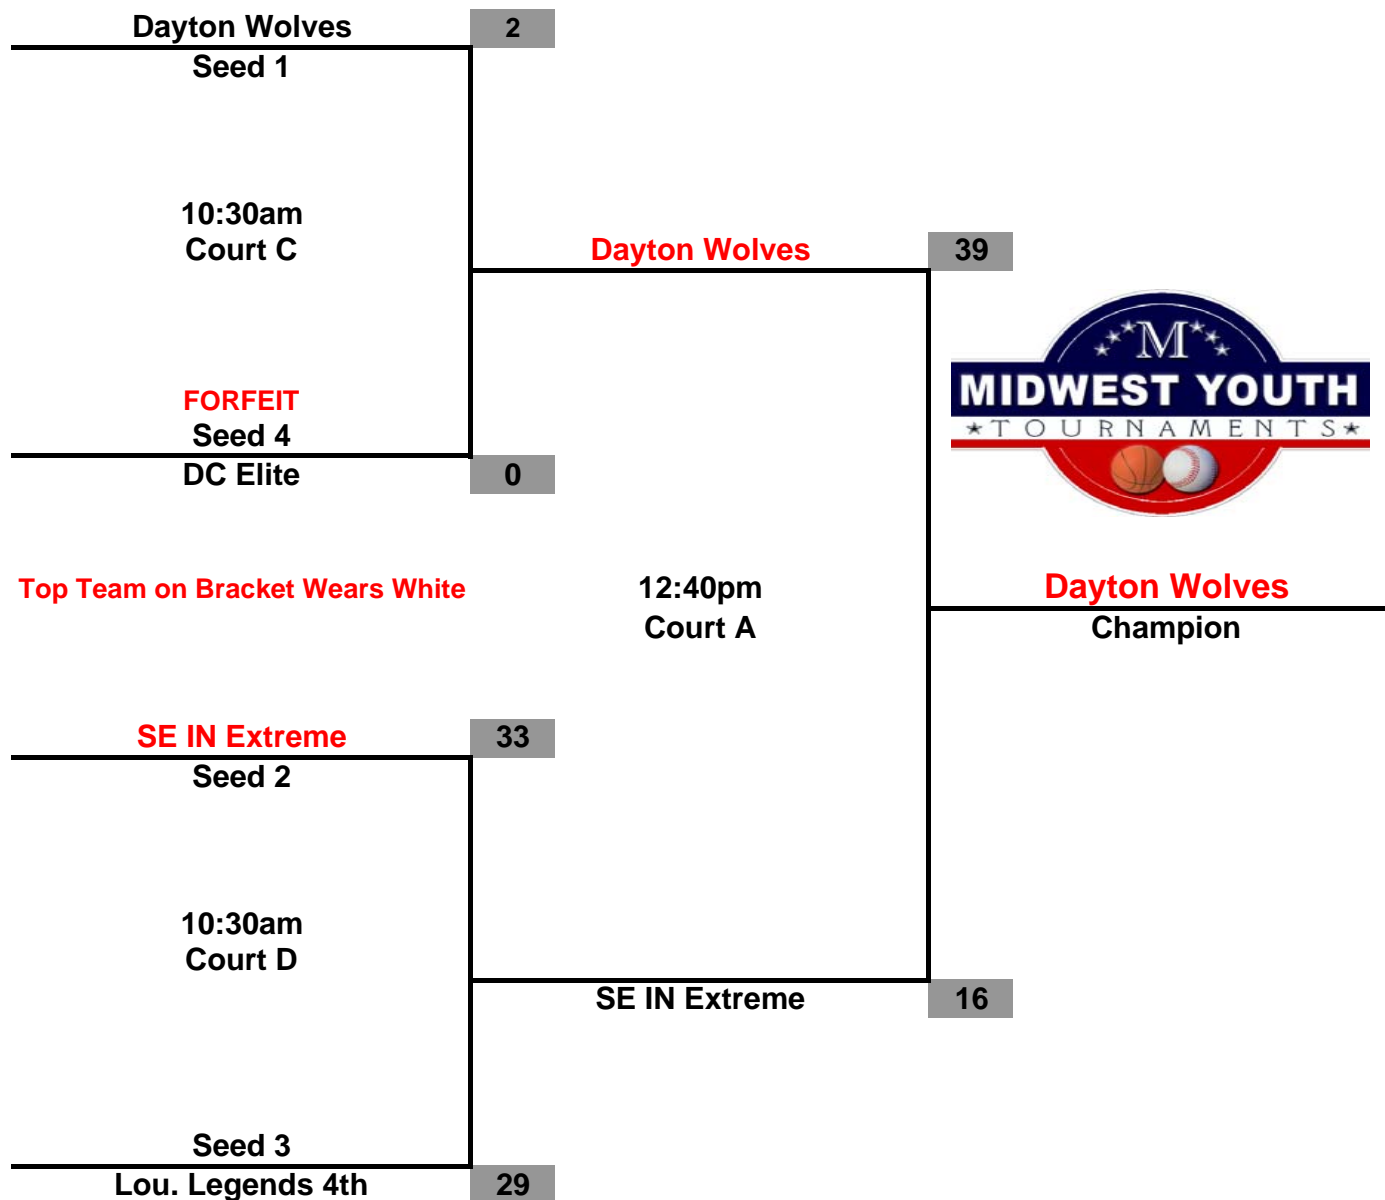 Dayton Wolves 2
Seed 1
10:30am
Court C
Dayton Wolves 39
M
MIDWEST YOUTH
TOURNAMENTS
FORFEIT
Seed 4
DC Elite 0
Top Team on Bracket Wears White
12:40pm
Court A
Dayton Wolves
Champion
SE IN Extreme 33
Seed 2
10:30am
Court D
SE IN Extreme 16
Seed 3
Lou. Legends 4th 29